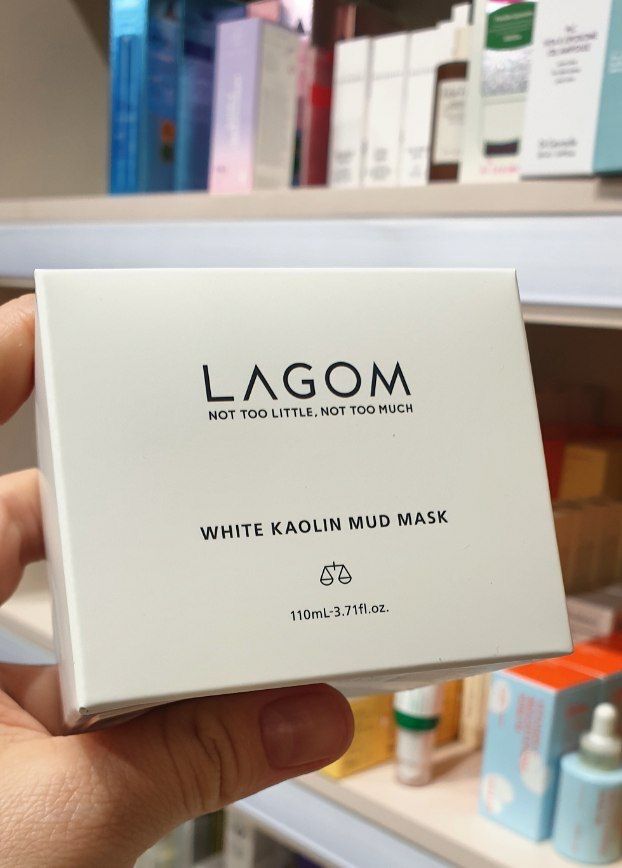 LAGOM
NOT TOO LITTLE, NOT TOO MUCH
WHITE KAOLIN MUD MASK
110mL-3.71fl.oz.